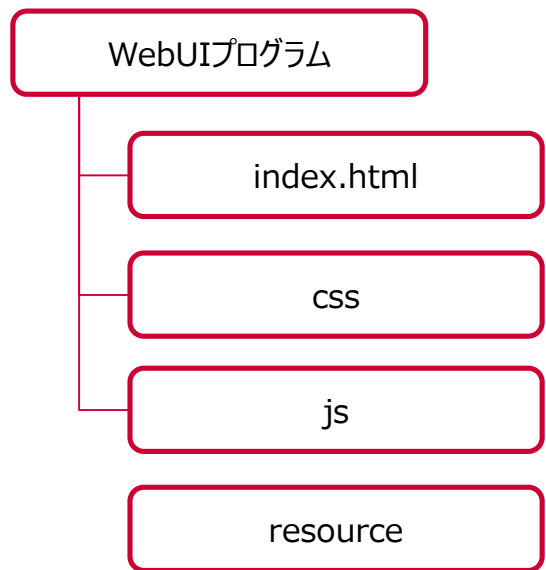 WebUIプログラム
index.html
css
js
resource